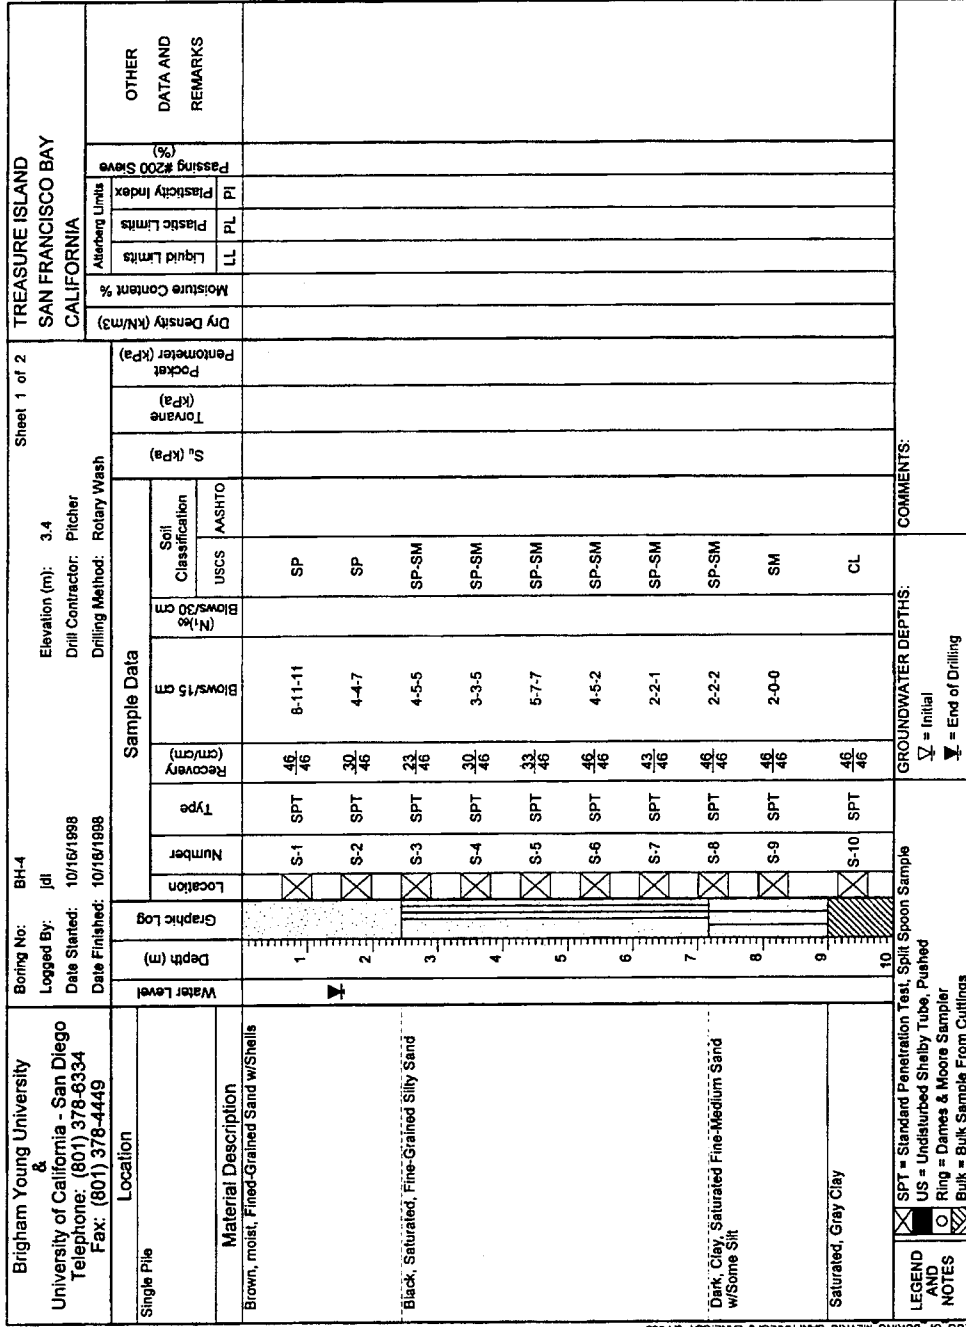 Brigham Young University
&
University of California - San Diego
Telephone: (801) 378-6334
Fax: (801) 378-4449
Boring No: BH-4
Sheet 1 of 2
Logged By: jdl
Elevation (m): 3.4
Date Started: 10/16/1998
Drill Contractor: Pitcher
Date Finished: 10/16/1998
Drilling Method: Rotary Wash
TREASURE ISLAND
SAN FRANCISCO BAY
CALIFORNIA
Location
Single Pile
Material Description
Water Level
Depth (m)
Graphic Log
Sample Data
Location
Number
Type
Recovery (cm/cm)
Blows/15 cm
(N1)60 Blows/30 cm
Soil Classification
USCS
AASHTO
Su (kPa)
Torvane (kPa)
Pocket Pentometer (kPa)
Dry Density (kN/m3)
Moisture Content %
Atterberg Limits
Liquid Limits
LL
Plastic Limits
PL
Plasticity Index
PI
Passing #200 Sieve (%)
OTHER
DATA AND
REMARKS
Brown, moist, Fined-Grained Sand w/Shells
1
S-1 SPT 46/46 8-11-11 SP
2
S-2 SPT 30/46 4-4-7 SP
Black, Saturated, Fine-Grained Silty Sand
3
S-3 SPT 23/46 4-5-5 SP-SM
4
S-4 SPT 30/46 3-3-5 SP-SM
5
S-5 SPT 33/46 5-7-7 SP-SM
6
S-6 SPT 46/46 4-5-2 SP-SM
7
S-7 SPT 43/46 2-2-1 SP-SM
Dark, Clay, Saturated Fine-Medium Sand
w/Some Silt
S-8 SPT 46/46 2-2-2 SP-SM
8
S-9 SPT 46/46 2-0-0 SM
9
Saturated, Gray Clay
S-10 SPT 46/46 CL
10
LEGEND
AND
NOTES
SPT = Standard Penetration Test, Split Spoon Sample
US = Undisturbed Shelby Tube, Pushed
Ring = Dames & Moore Sampler
Bulk = Bulk Sample From Cuttings
GROUNDWATER DEPTHS:
= Initial
= End of Drilling
COMMENTS: